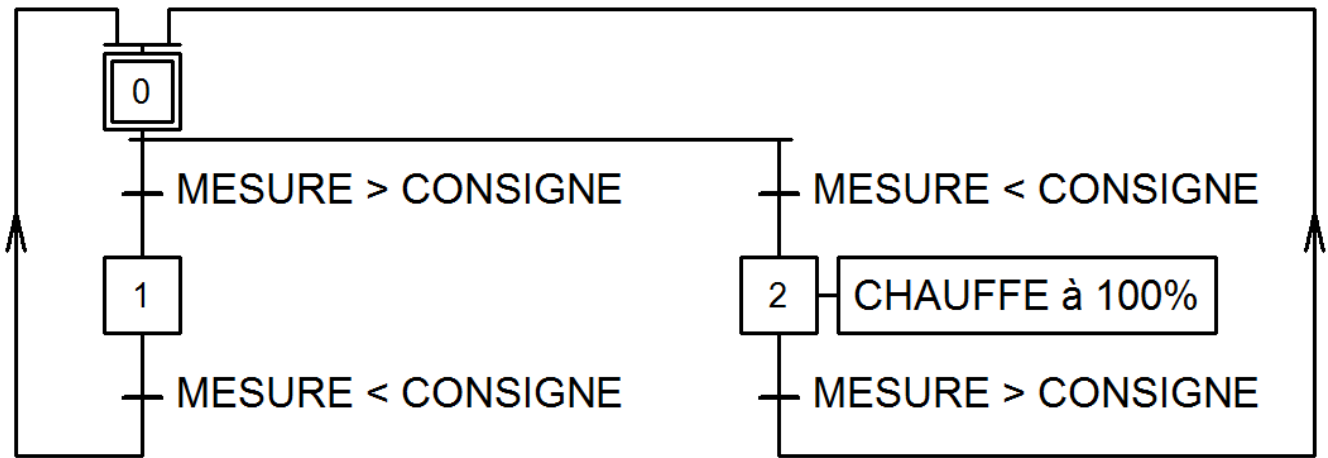 0
MESURE > CONSIGNE
MESURE < CONSIGNE
1
2
CHAUFFE à 100%
MESURE < CONSIGNE
MESURE > CONSIGNE